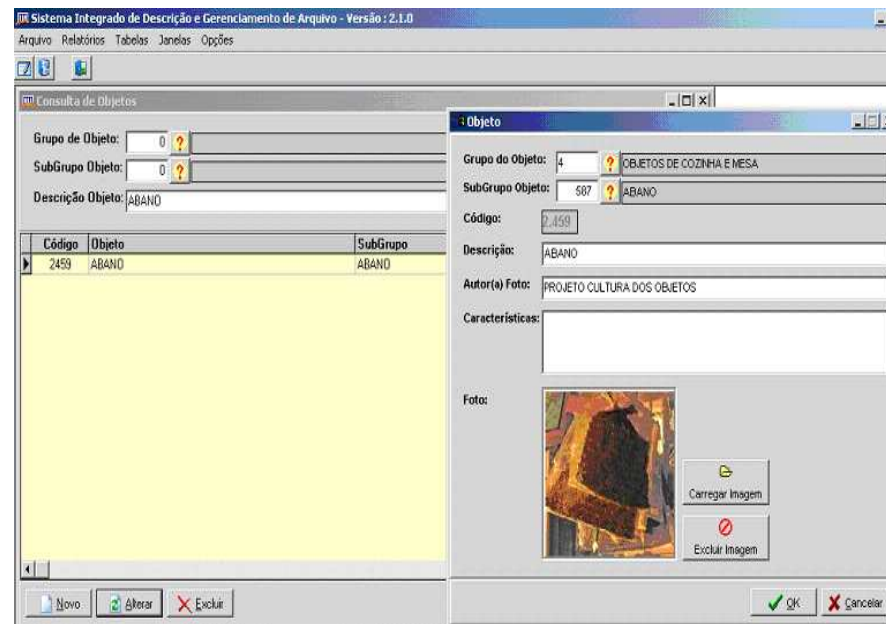 Sistema Integrado de Descrição e Gerenciamento de Arquivo - Versão : 2.1.0
Arquivo Relatórios Tabelas Janelas Opções
Consulta de Objetos
Grupo de Objeto: 0 ?
SubGrupo Objeto: 0 ?
Descrição Objeto: ABANO
Código Objeto SubGrupo
2459 ABANO ABANO
Novo Alterar Excluir
Objeto
Grupo do Objeto: 4 ? OBJETOS DE COZINHA E MESA
SubGrupo Objeto: 587 ? ABANO
Código: 2.459
Descrição: ABANO
Autor(a) Foto: PROJETO CULTURA DOS OBJETOS
Características:
Foto:
Carregar Imagem
Excluir Imagem
OK Cancelar